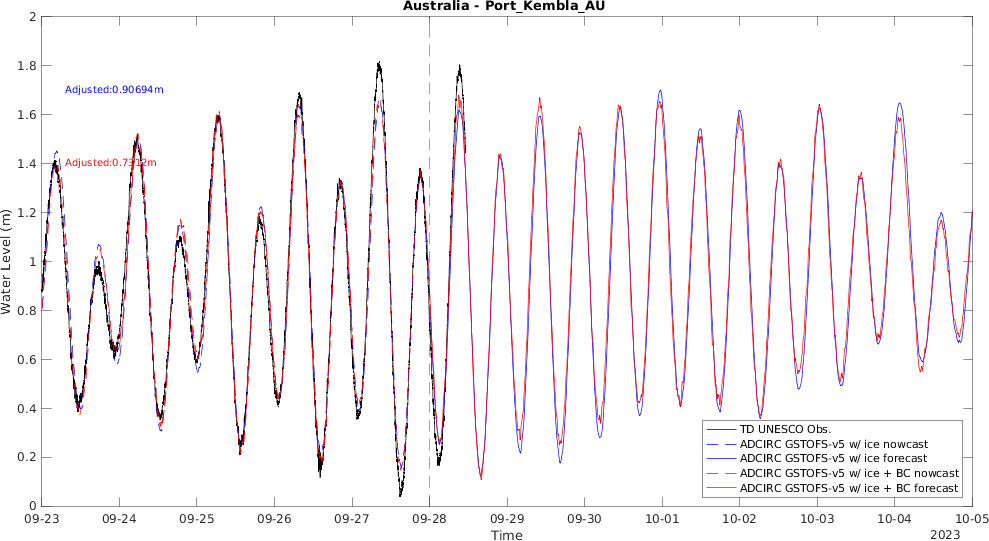 Australia - Port_Kembla_AU
2
1.8
1.6
1.4
1.2
1
0.8
0.6
0.4
0.2
0
Water Level (m)
Adjusted:0.90694m
Adjusted:0.7312m
TD UNESCO Obs.
ADCIRC GSTOFS-v5 w/ ice nowcast
ADCIRC GSTOFS-v5 w/ ice forecast
ADCIRC GSTOFS-v5 w/ ice + BC nowcast
ADCIRC GSTOFS-v5 w/ ice + BC forecast
09-23 09-24 09-25 09-26 09-27 09-28 09-29 09-30 10-01 10-02 10-03 10-04 10-05
Time
2023